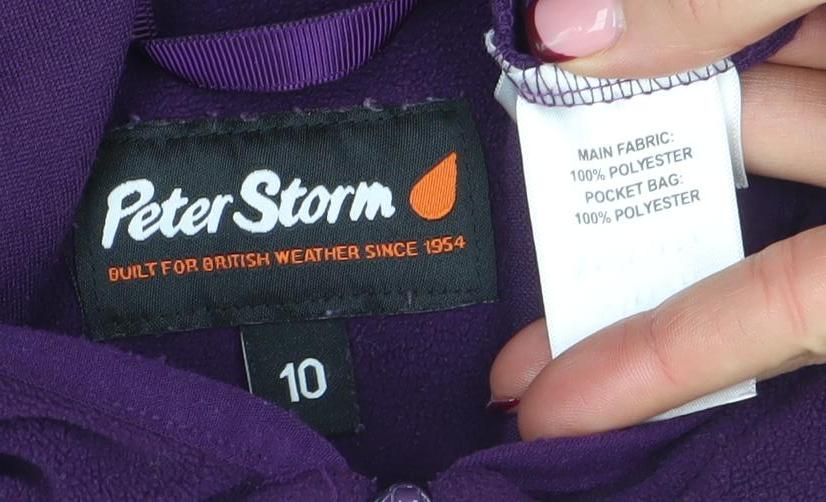 Peter Storm
BUILT FOR BRITISH WEATHER SINCE 1954
10
MAIN FABRIC:
100% POLYESTER
POCKET BAG:
100% POLYESTER